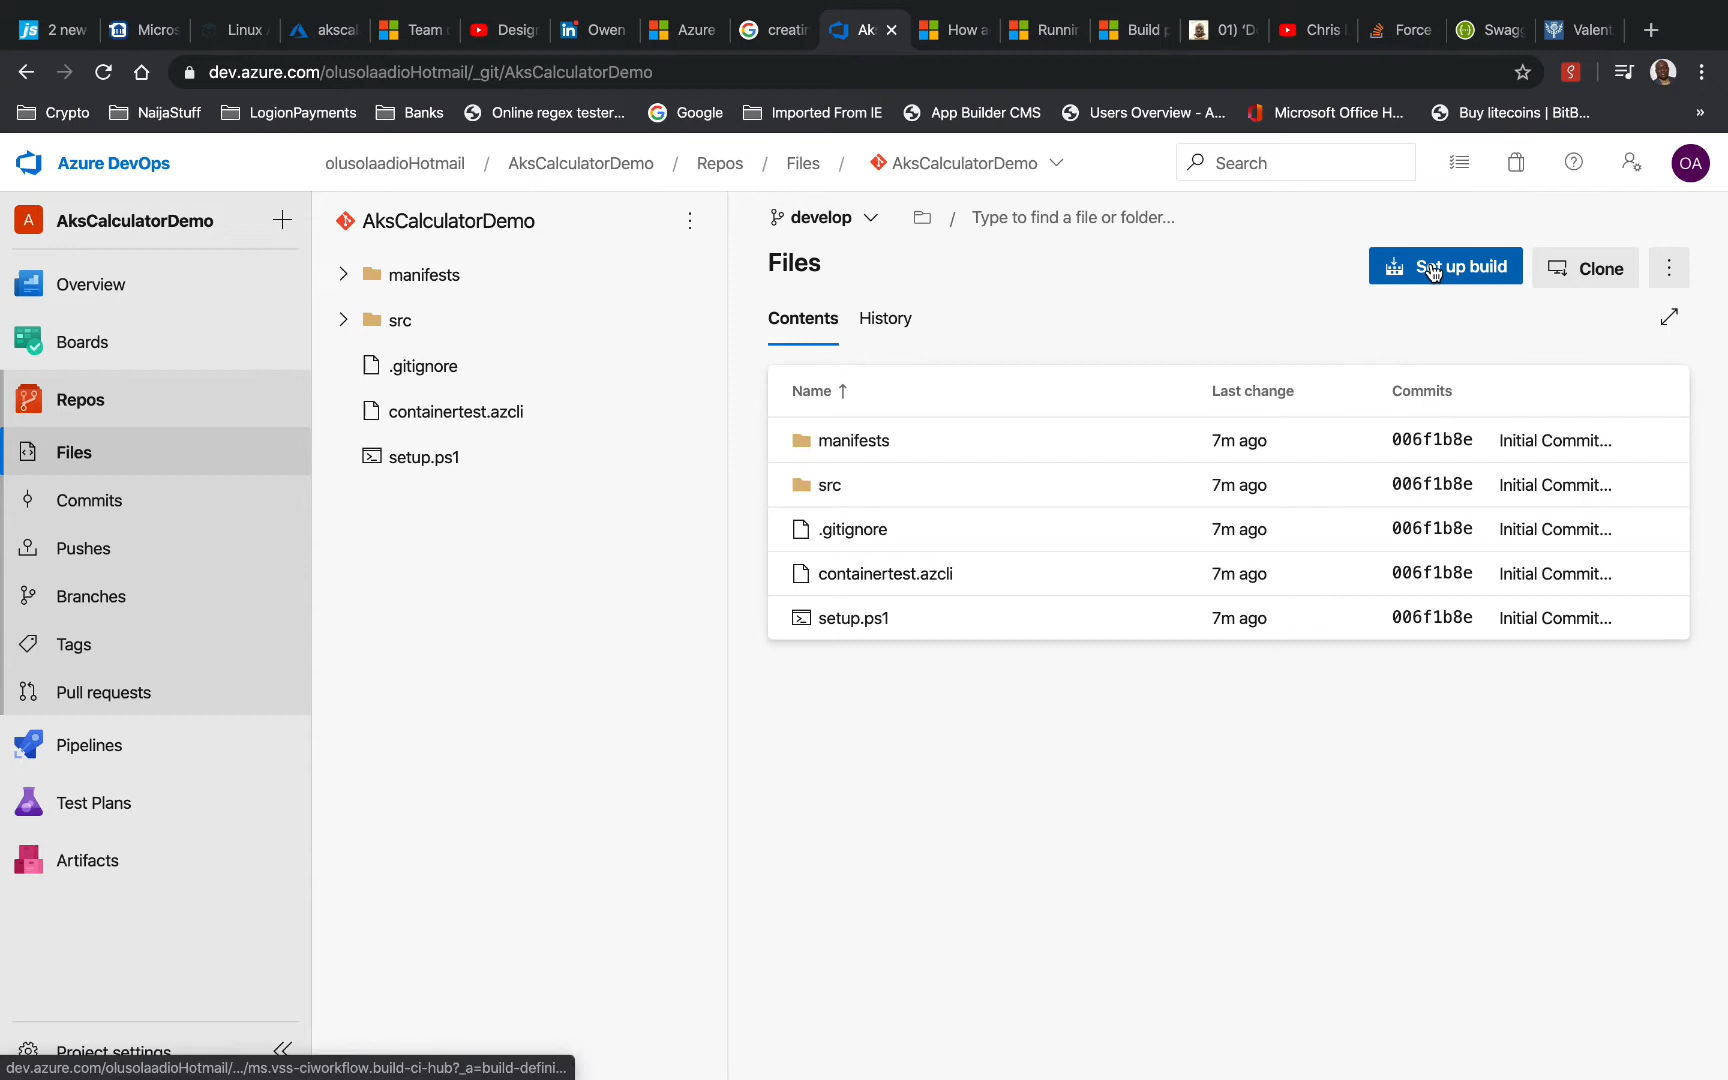 2 new
Micros
Linux
akscal
Team
Design
Owen
Azure
creatin
Ak
How a
Runnin
Build p
01) 'De
Chris
Force
Swagg
Valent
dev.azure.com/olusolaadioHotmail/_git/AksCalculatorDemo
Crypto
NaijaStuff
LogionPayments
Banks
Online regex tester...
Google
Imported From IE
App Builder CMS
Users Overview - A...
Microsoft Office H...
Buy litecoins | BitB...
»
Azure DevOps
olusolaadioHotmail / AksCalculatorDemo / Repos / Files / AksCalculatorDemo
Search
OA
A AksCalculatorDemo
Overview
Boards
Repos
Files
Commits
Pushes
Branches
Tags
Pull requests
Pipelines
Test Plans
Artifacts
Project settings
dev.azure.com/olusolaadioHotmail/.../ms.vss-ciworkflow.build-ci-hub?_a=build-defini...
AksCalculatorDemo
manifests
src
.gitignore
containertest.azcli
setup.ps1
develop / Type to find a file or folder...
Files
Set up build
Clone
Contents History
Name ↑ Last change Commits
manifests 7m ago 006f1b8e Initial Commit...
src 7m ago 006f1b8e Initial Commit...
.gitignore 7m ago 006f1b8e Initial Commit...
containertest.azcli 7m ago 006f1b8e Initial Commit...
setup.ps1 7m ago 006f1b8e Initial Commit...